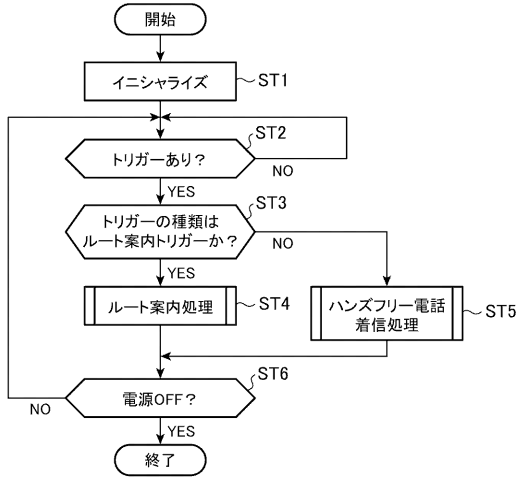 開始
イニシャライズ
ST1
ST2
トリガーあり？
NO
YES
ST3
トリガーの種類は
ルート案内トリガーか？
NO
YES
ルート案内処理
ST4
ハンズフリー電話
着信処理
ST5
ST6
電源OFF？
NO
YES
終了